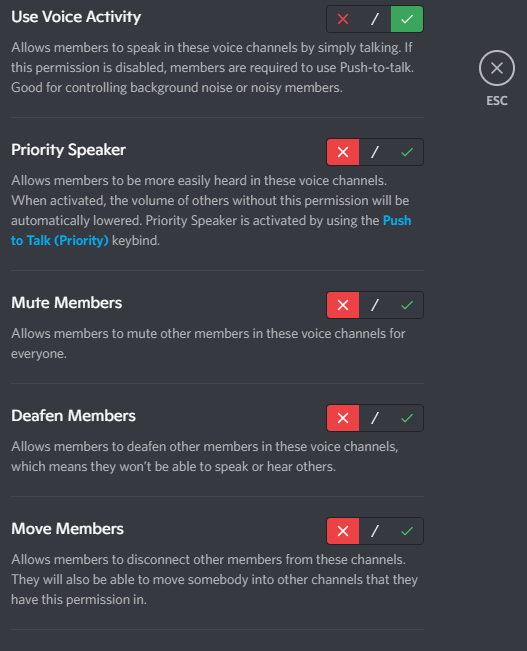 Use Voice Activity
Allows members to speak in these voice channels by simply talking. If
this permission is disabled, members are required to use Push-to-talk.
Good for controlling background noise or noisy members.
ESC
Priority Speaker
Allows members to be more easily heard in these voice channels.
When activated, the volume of others without this permission will be
automatically lowered. Priority Speaker is activated by using the Push
to Talk (Priority) keybind.
Mute Members
Allows members to mute other members in these voice channels for
everyone.
Deafen Members
Allows members to deafen other members in these voice channels,
which means they won't be able to speak or hear others.
Move Members
Allows members to disconnect other members from these channels.
They will also be able to move somebody into other channels that they
have this permission in.